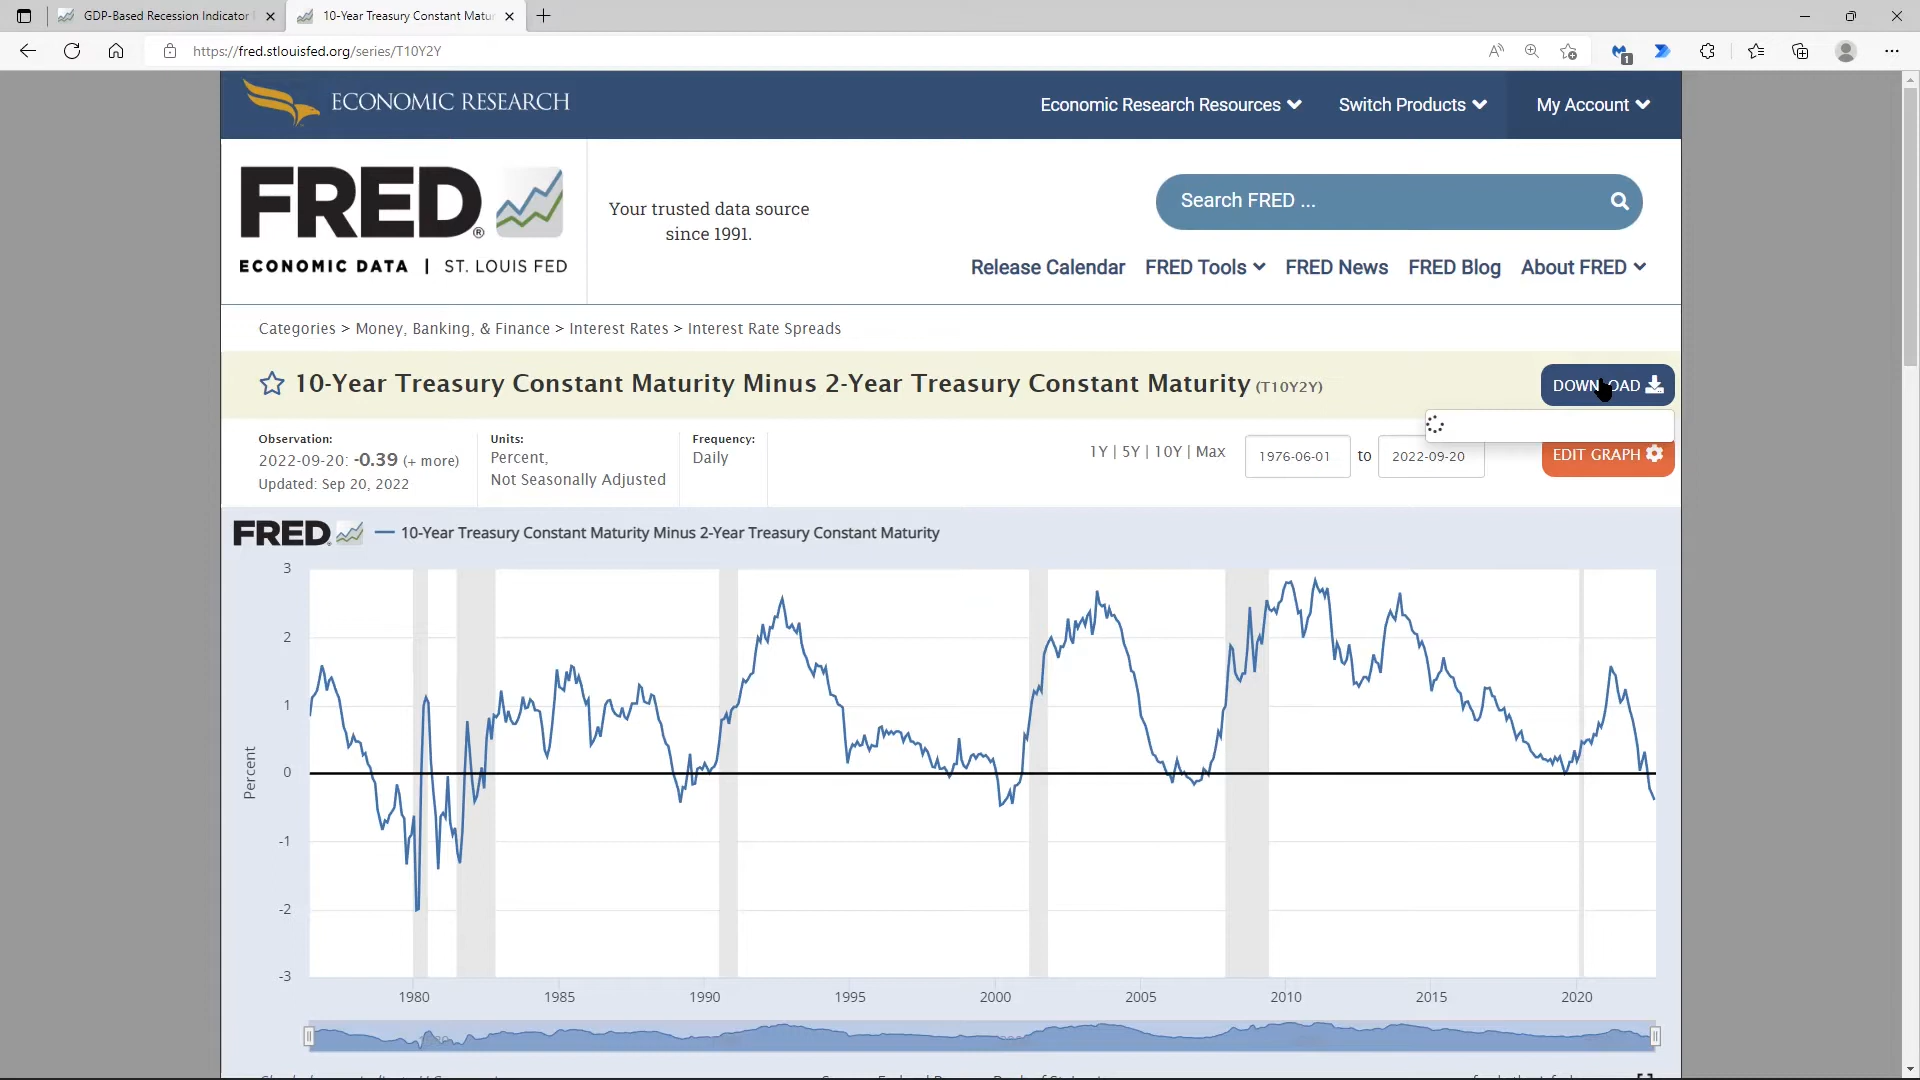 GDP-Based Recession Indicator
10-Year Treasury Constant Matur
https://fred.stlouisfed.org/series/T10Y2Y
1
ECONOMIC RESEARCH
Economic Research Resources
Switch Products
My Account
FRED®
ECONOMIC DATA | ST. LOUIS FED
Your trusted data source
since 1991.
Search FRED ...
Release Calendar
FRED Tools
FRED News
FRED Blog
About FRED
Categories > Money, Banking, & Finance > Interest Rates > Interest Rate Spreads
10-Year Treasury Constant Maturity Minus 2-Year Treasury Constant Maturity (T10Y2Y)
DOWNLOAD
Observation:
2022-09-20: -0.39 (+ more)
Updated: Sep 20, 2022
Units:
Percent,
Not Seasonally Adjusted
Frequency:
Daily
1Y | 5Y | 10Y | Max
1976-06-01 to 2022-09-20
EDIT GRAPH
FRED
10-Year Treasury Constant Maturity Minus 2-Year Treasury Constant Maturity
3
2
1
0
-1
-2
-3
Percent
1980 1985 1990 1995 2000 2005 2010 2015 2020